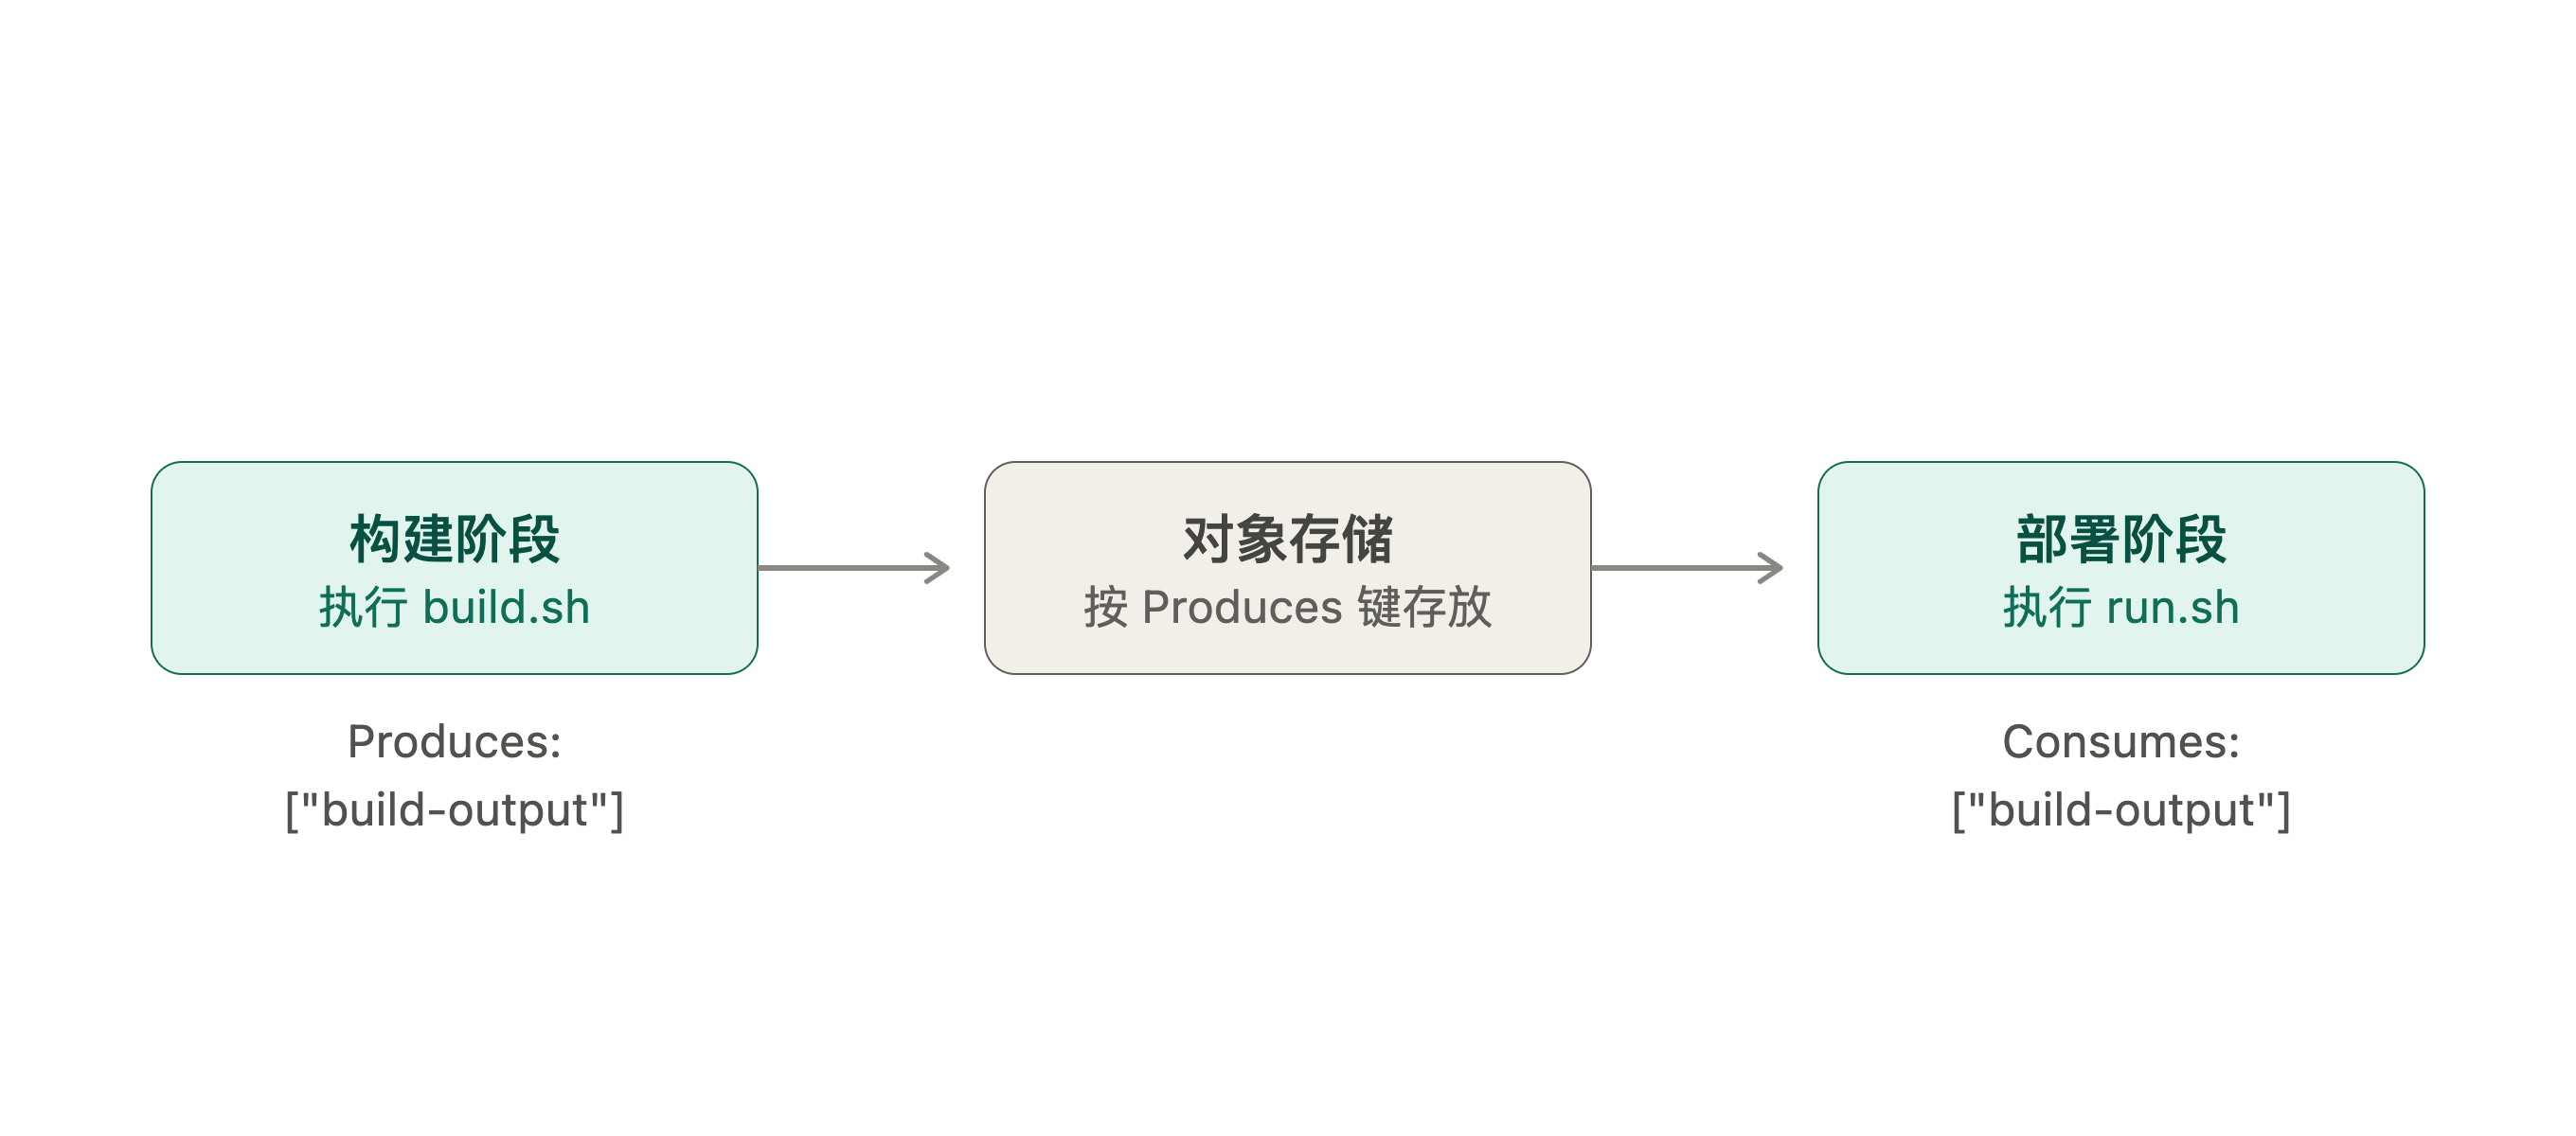 构建阶段
执行 build.sh
Produces:
["build-output"]
对象存储
按 Produces 键存放
部署阶段
执行 run.sh
Consumes:
["build-output"]